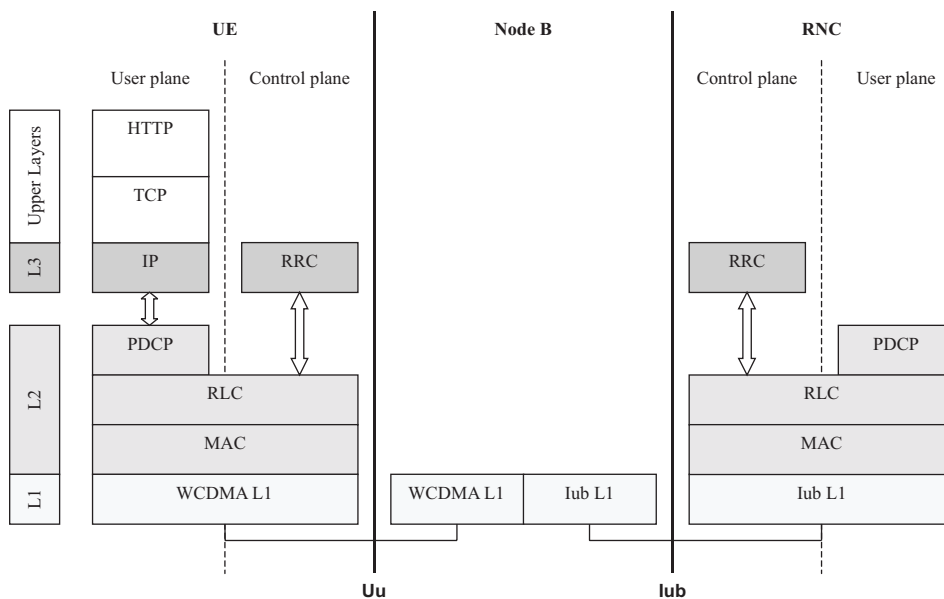 UE
Node B
RNC
User plane
Control plane
Control plane
User plane
Upper Layers
HTTP
TCP
L3
IP
RRC
RRC
L2
PDCP
PDCP
RLC
RLC
MAC
MAC
L1
WCDMA L1
WCDMA L1
Iub L1
Iub L1
Uu
Iub